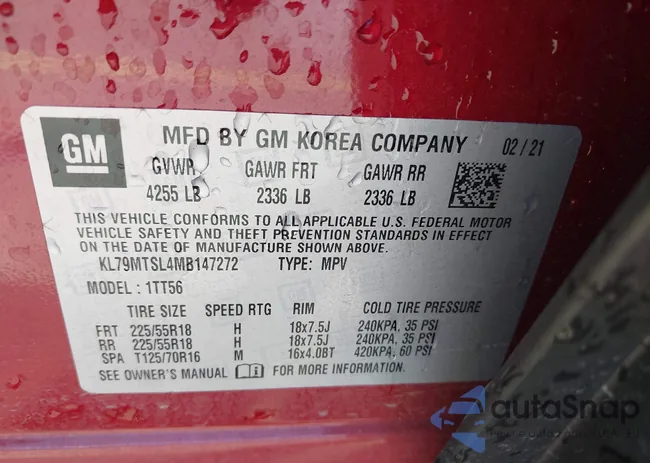 GM
MFD BY GM KOREA COMPANY 02 / 21
GVWR GAWR FRT GAWR RR
4255 LB 2336 LB 2336 LB
THIS VEHICLE CONFORMS TO ALL APPLICABLE U.S. FEDERAL MOTOR
VEHICLE SAFETY AND THEFT PREVENTION STANDARDS IN EFFECT
ON THE DATE OF MANUFACTURE SHOWN ABOVE.
KL79MTSL4MB147272 TYPE: MPV
MODEL : 1TT56
TIRE SIZE SPEED RTG RIM COLD TIRE PRESSURE
FRT 225/55R18 H 18x7.5J 240KPA, 35 PSI
RR 225/55R18 H 18x7.5J 240KPA, 35 PSI
SPA T125/70R16 M 16x4.0BT 420KPA, 60 PSI
SEE OWNER'S MANUAL FOR MORE INFORMATION.
autoSnap